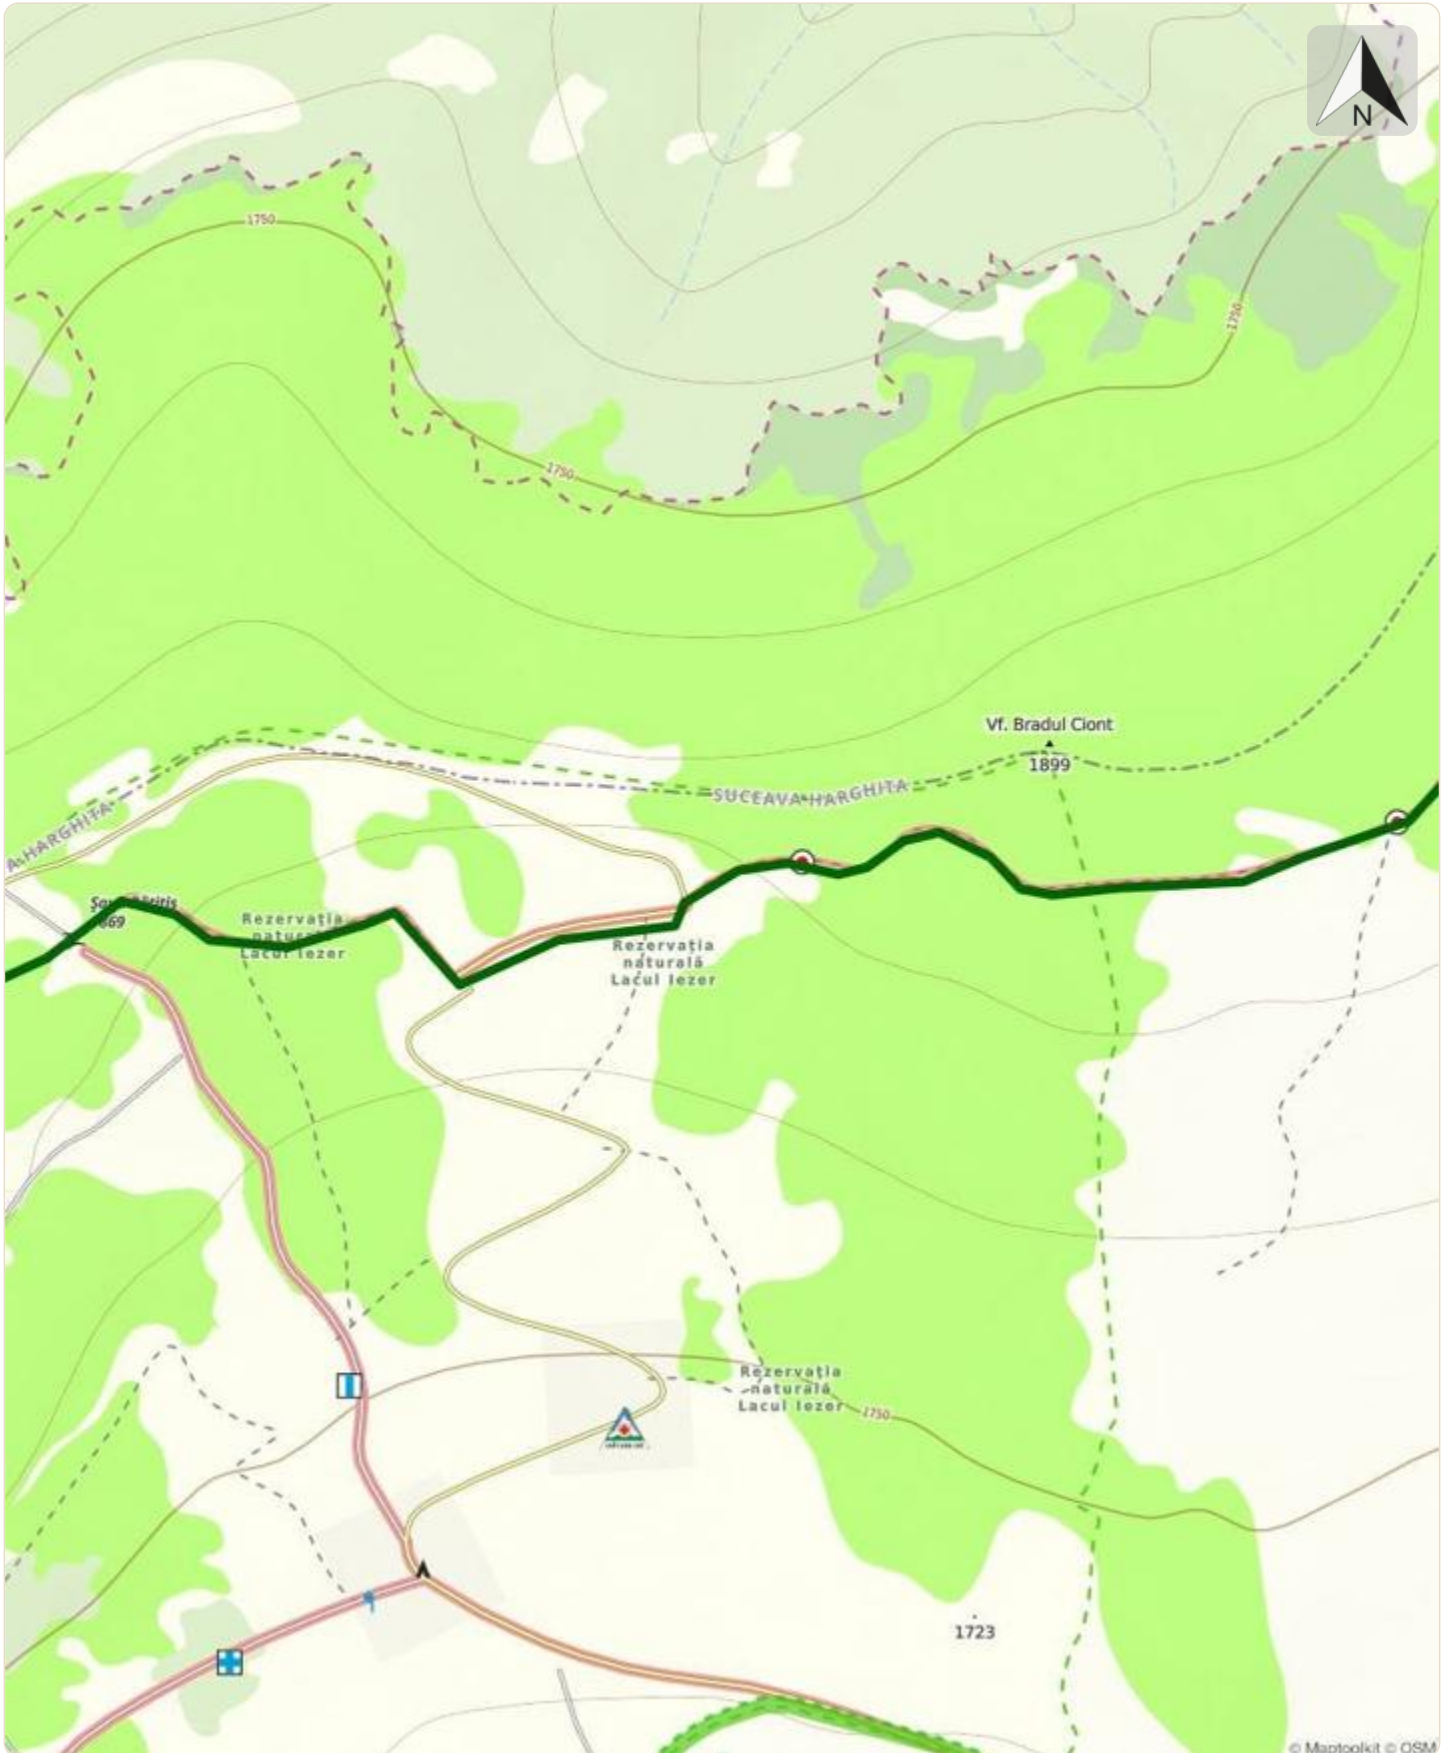 N
1750
1750
1750
Vf. Bradul Ciont
1899
SUCEAVA HARGHITA
A HARGHITA
Rezervația
naturală
Lacul Iezer
Rezervația
naturală
Lacul Iezer
Rezervația
naturală
Lacul Iezer
1750
1723
© Maptoolkit © OSM